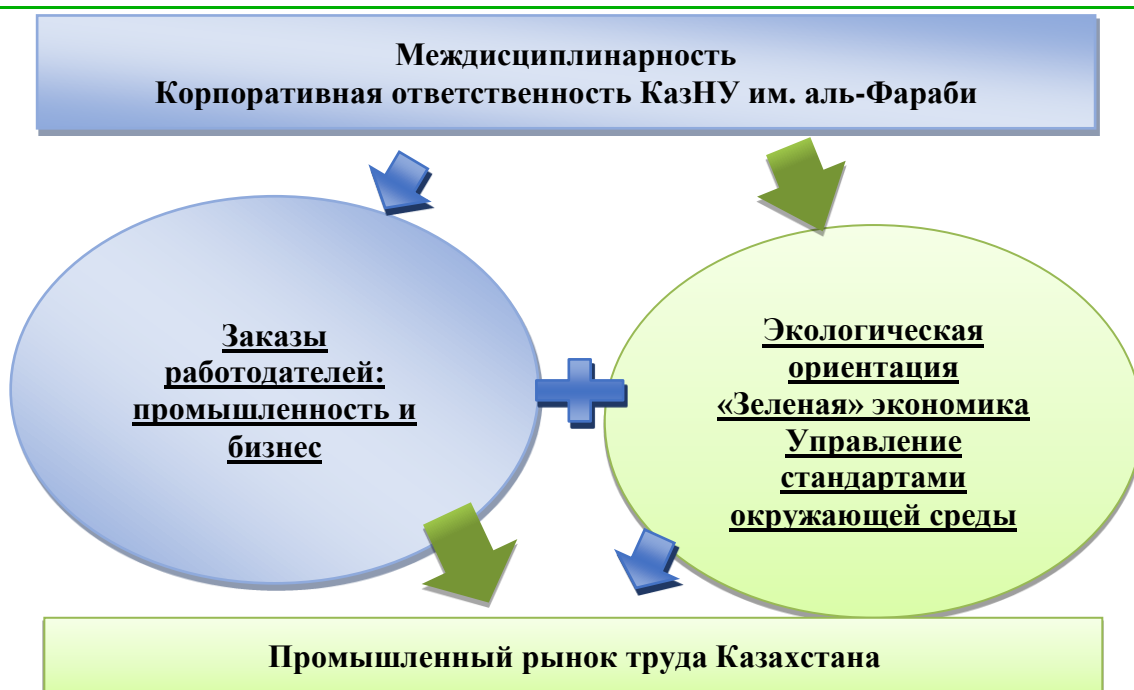 Междисциплинарность
Корпоративная ответственность КазНУ им. аль-Фараби
Заказы
работодателей:
промышленность и
бизнес
Экологическая
ориентация
«Зеленая» экономика
Управление
стандартами
окружающей среды
Промышленный рынок труда Казахстана